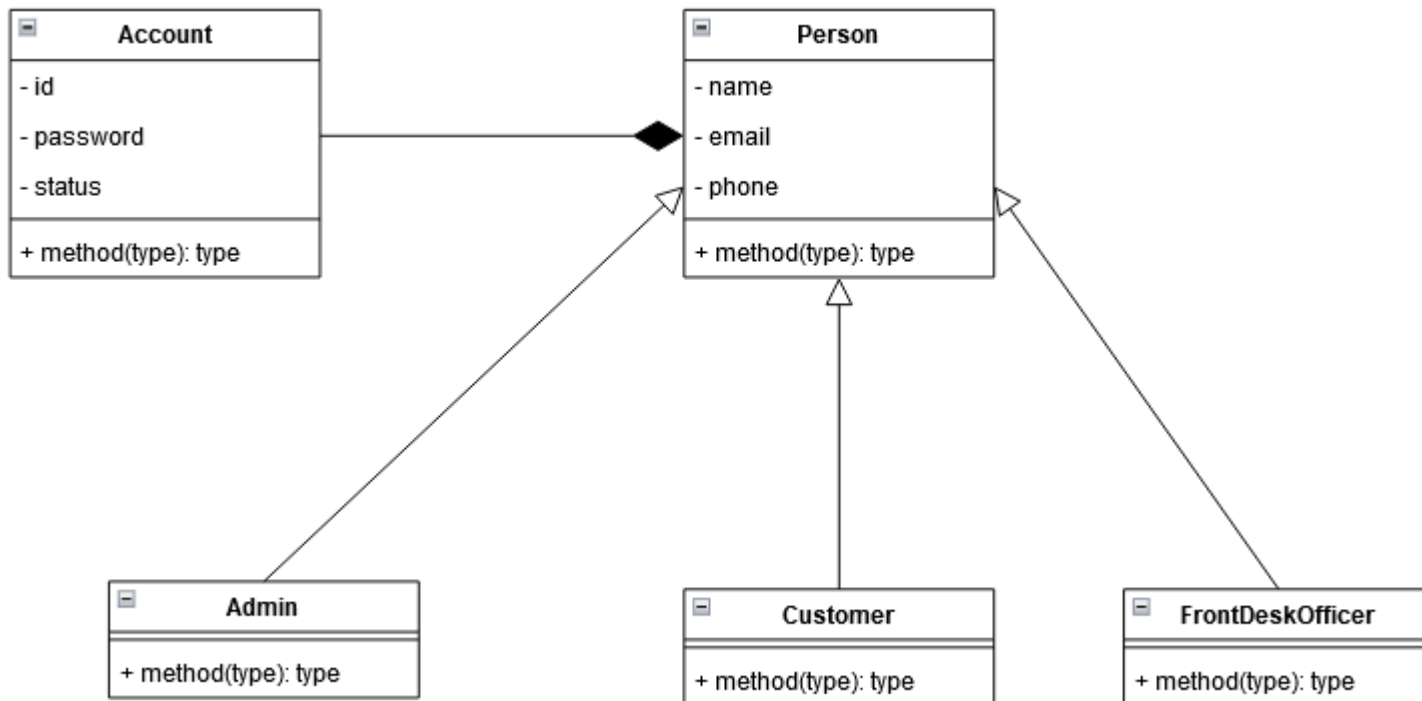 Account
- id
- password
- status
+ method(type): type
Person
- name
- email
- phone
+ method(type): type
Admin
+ method(type): type
Customer
+ method(type): type
FrontDeskOfficer
+ method(type): type